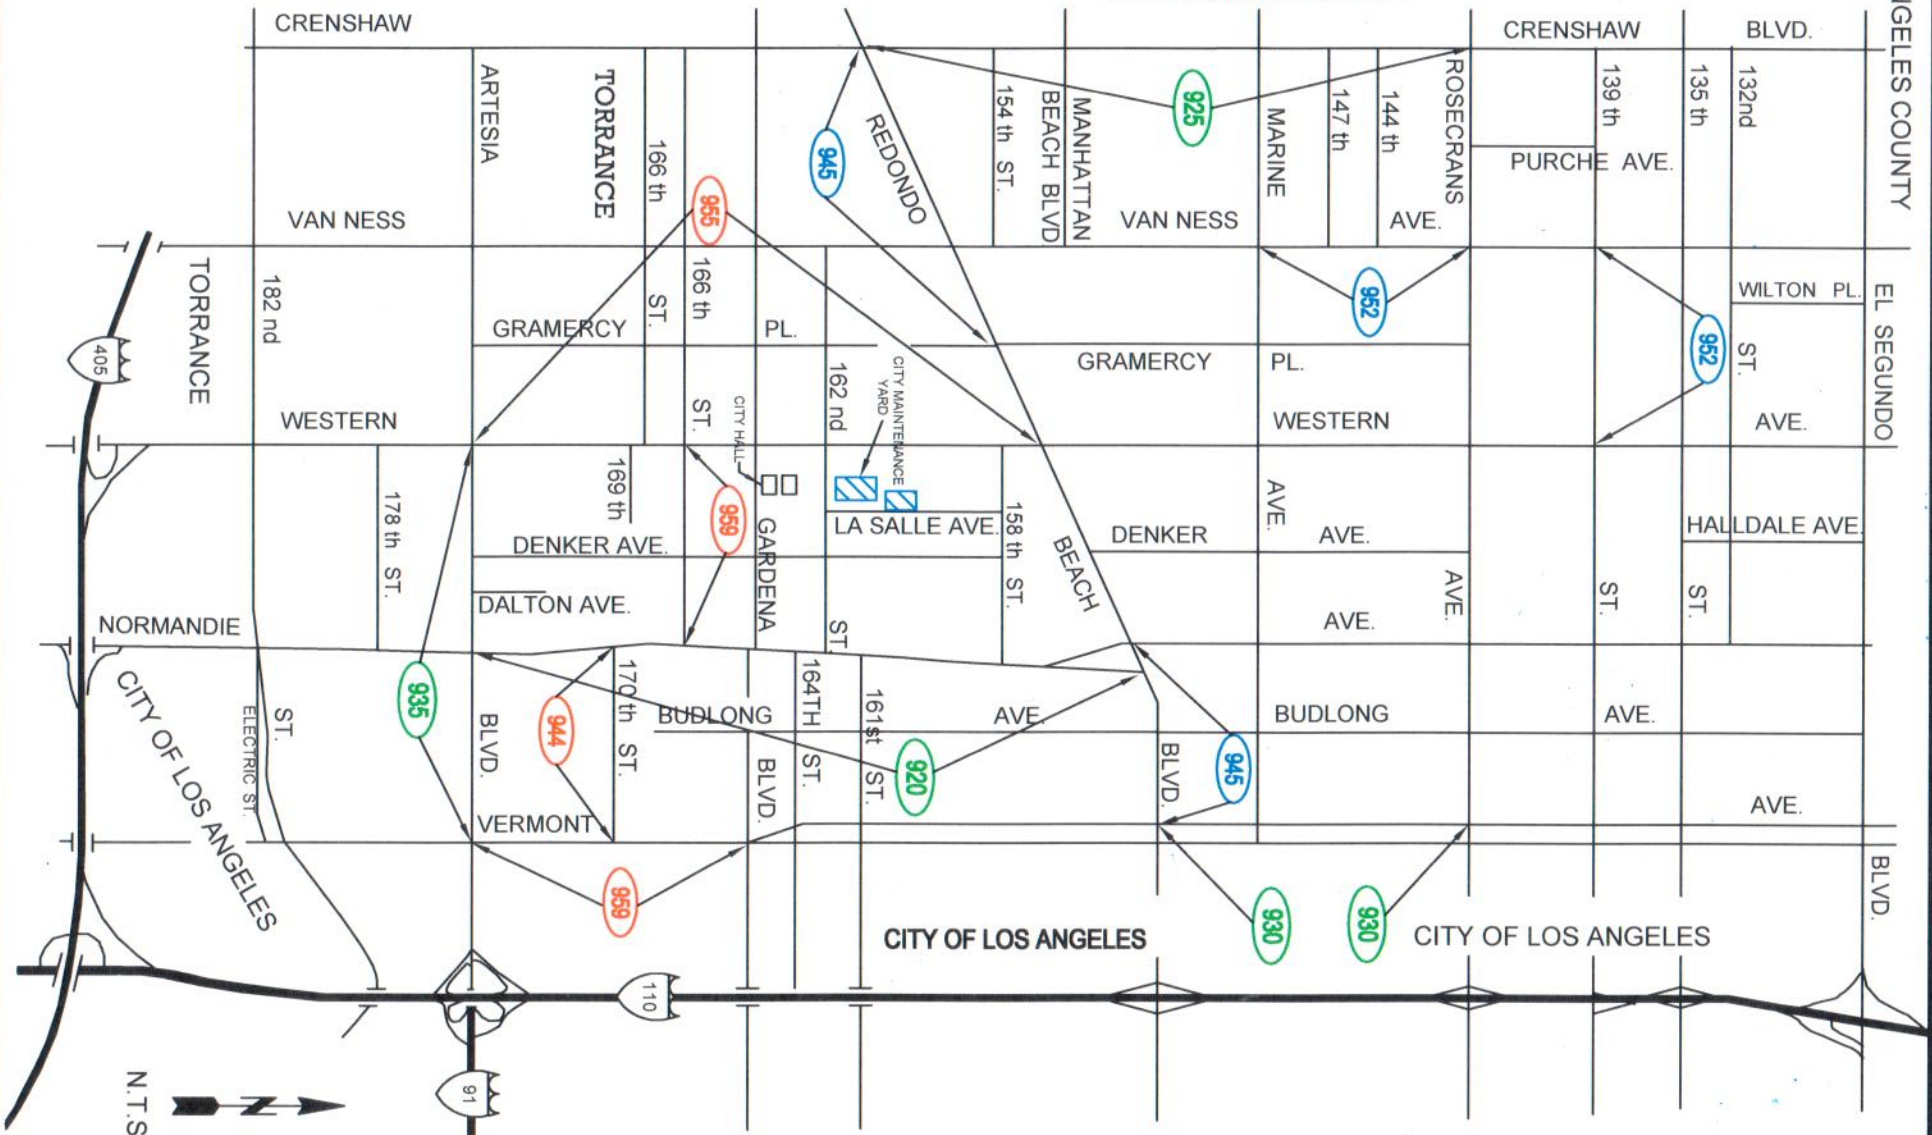 CRENSHAW
CRENSHAW
BLVD.
NGELES COUNTY
ARTESIA
TORRANCE
166 th
945
REDONDO
154 th ST.
MANHATTAN
BEACH BLVD
925
MARINE
147 th
144 th
ROSECRANS
139 th
135 th
132nd
PURCHE AVE.
955
VAN NESS
VAN NESS
AVE.
TORRANCE
182 nd
ST.
166 th
952
952
WILTON PL.
EL SEGUNDO
GRAMERCY
PL.
GRAMERCY
PL.
ST.
405
162 nd
CITY MAINTENANCE
YARD
CITY HALL
ST.
WESTERN
WESTERN
AVE.
178 th ST.
169 th
959
GARDENA
LA SALLE AVE.
158 th ST.
BEACH
DENKER
AVE.
AVE.
HALLDALE AVE.
DENKER AVE.
DALTON AVE.
ST.
AVE.
AVE.
ST.
ST.
NORMANDIE
935
CITY OF LOS ANGELES
ST.
ELECTRIC ST.
BLVD.
944
170 th ST.
BUDLONG
AVE.
BUDLONG
AVE.
164TH ST.
161st ST.
920
BLVD.
945
BLVD.
AVE.
VERMONT
959
930
930
BLVD.
CITY OF LOS ANGELES
CITY OF LOS ANGELES
110
91
N
N.T.S